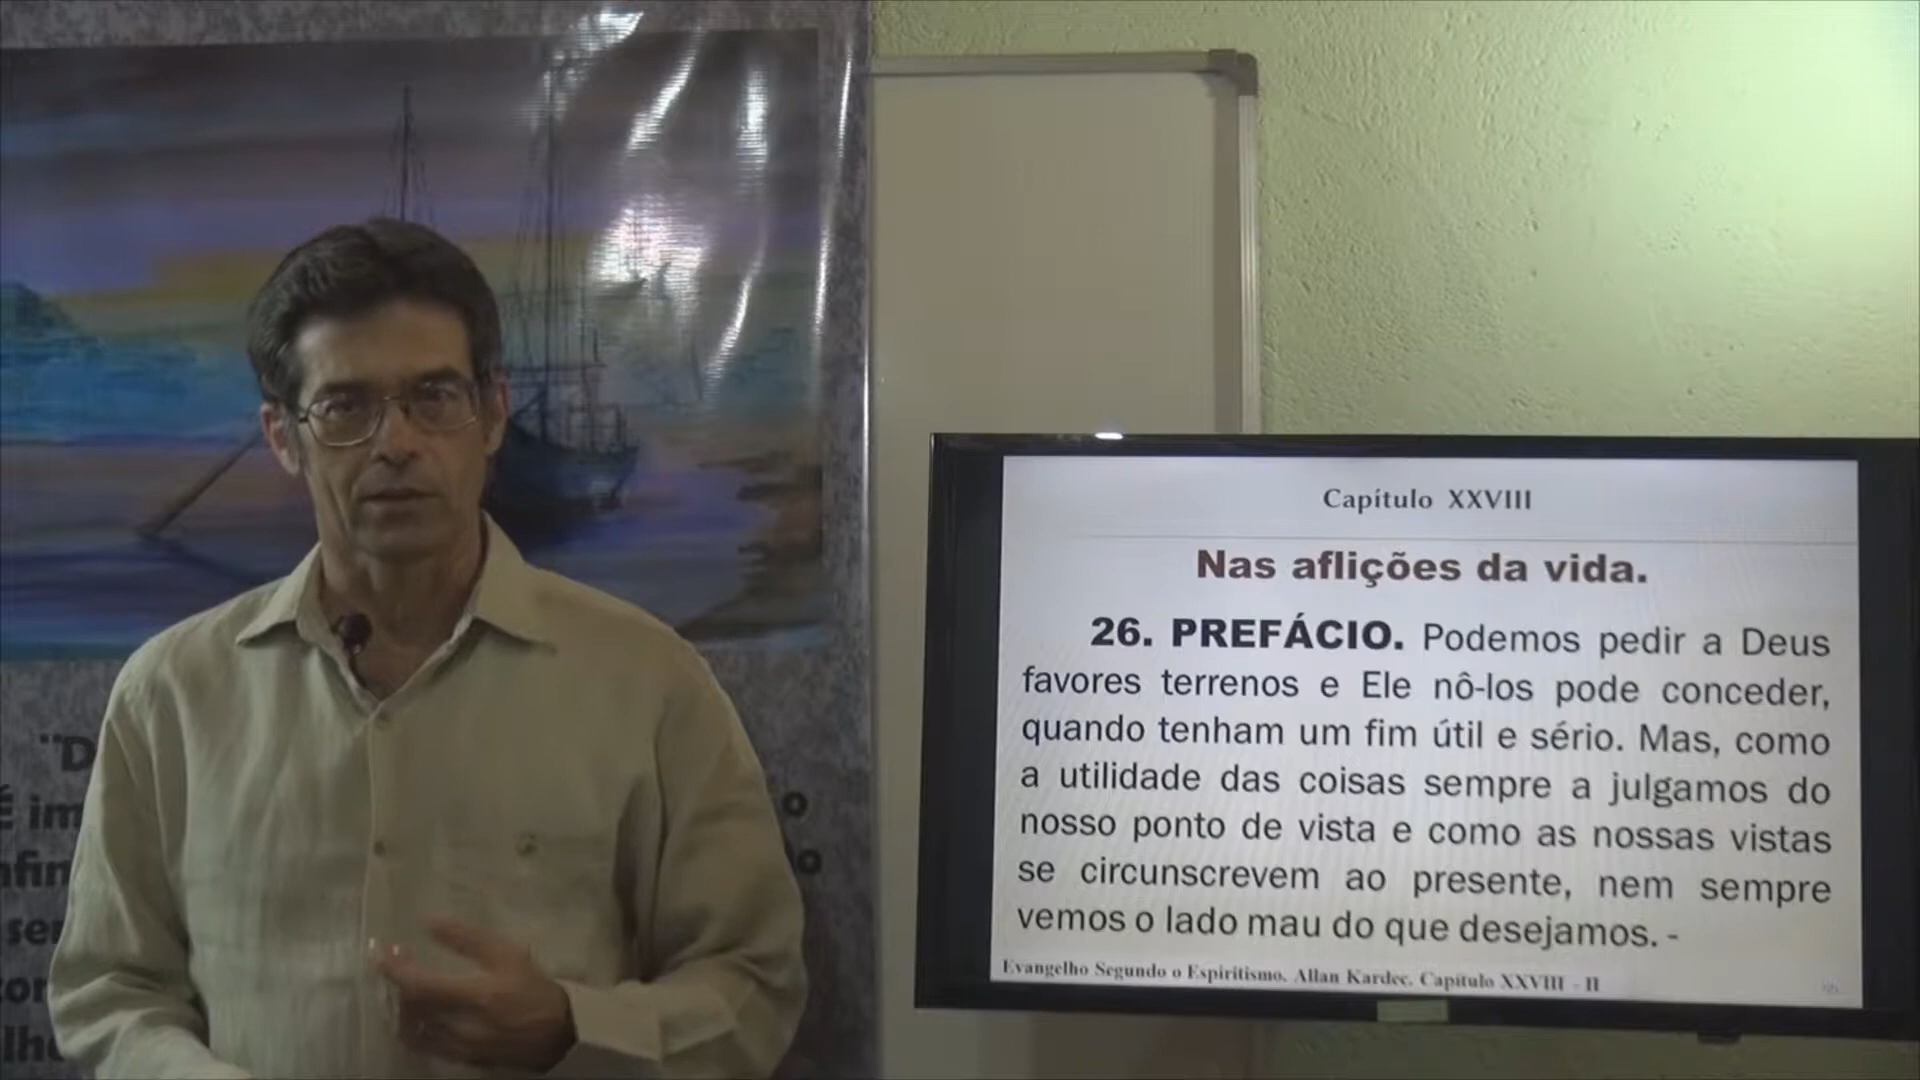 Capítulo XXVIII
Nas aflições da vida.
26. PREFÁCIO. Podemos pedir a Deus
favores terrenos e Ele nô-los pode conceder,
quando tenham um fim útil e sério. Mas, como
a utilidade das coisas sempre a julgamos do
nosso ponto de vista e como as nossas vistas
se circunscrevem ao presente, nem sempre
vemos o lado mau do que desejamos. -
Evangelho Segundo o Espiritismo. Allan Kardec. Capítulo XXVIII - II